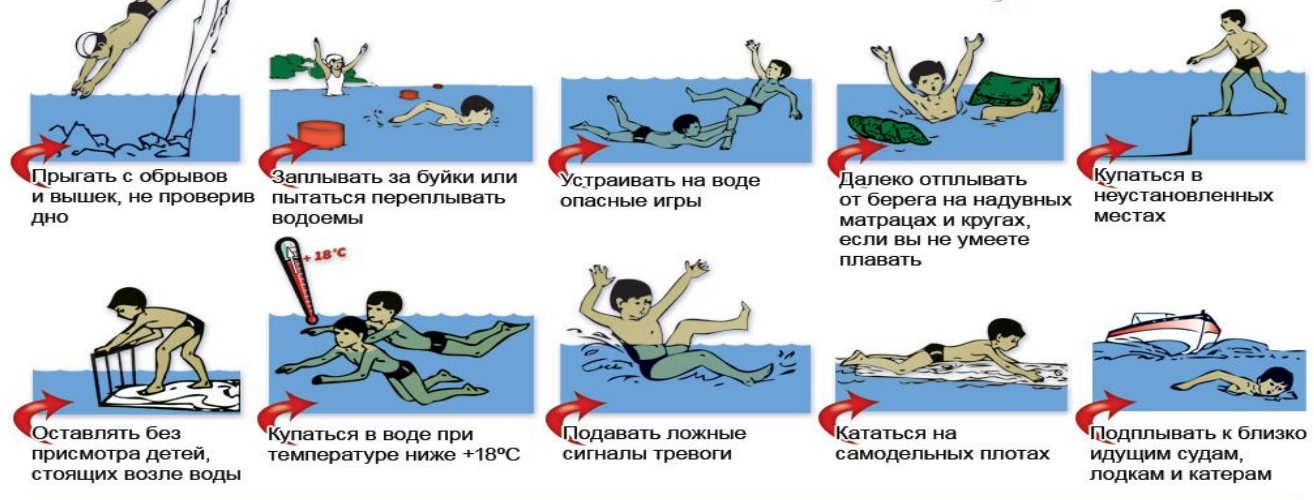 Прыгать с обрывов
и вышек, не проверив
дно
Заплывать за буйки или
пытаться переплывать
водоемы
Устраивать на воде
опасные игры
Далеко отплывать
от берега на надувных
матрацах и кругах,
если вы не умеете
плавать
Купаться в
неустановленных
местах
Оставлять без
присмотра детей,
стоящих возле воды
+ 18°C
Купаться в воде при
температуре ниже +18ºС
Подавать ложные
сигналы тревоги
Кататься на
самодельных плотах
Подплывать к близко
идущим судам,
лодкам и катерам